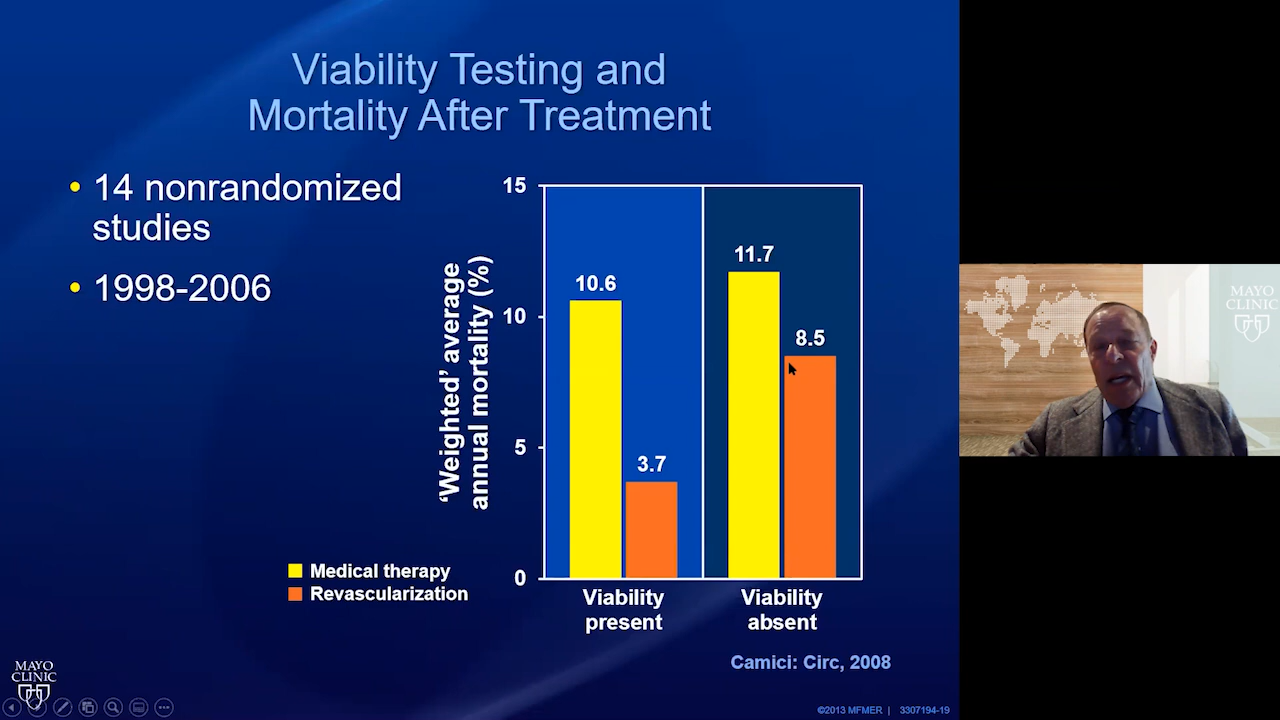 Viability Testing and
Mortality After Treatment
• 14 nonrandomized
studies
• 1998-2006
‘Weighted’ average
annual mortality (%)
15
10
5
0
10.6
3.7
11.7
8.5
Viability
present
Viability
absent
Medical therapy
Revascularization
Camici: Circ, 2008
MAYO
CLINIC
©2013 MFMER | 3307194-19
MAYO
CLINIC